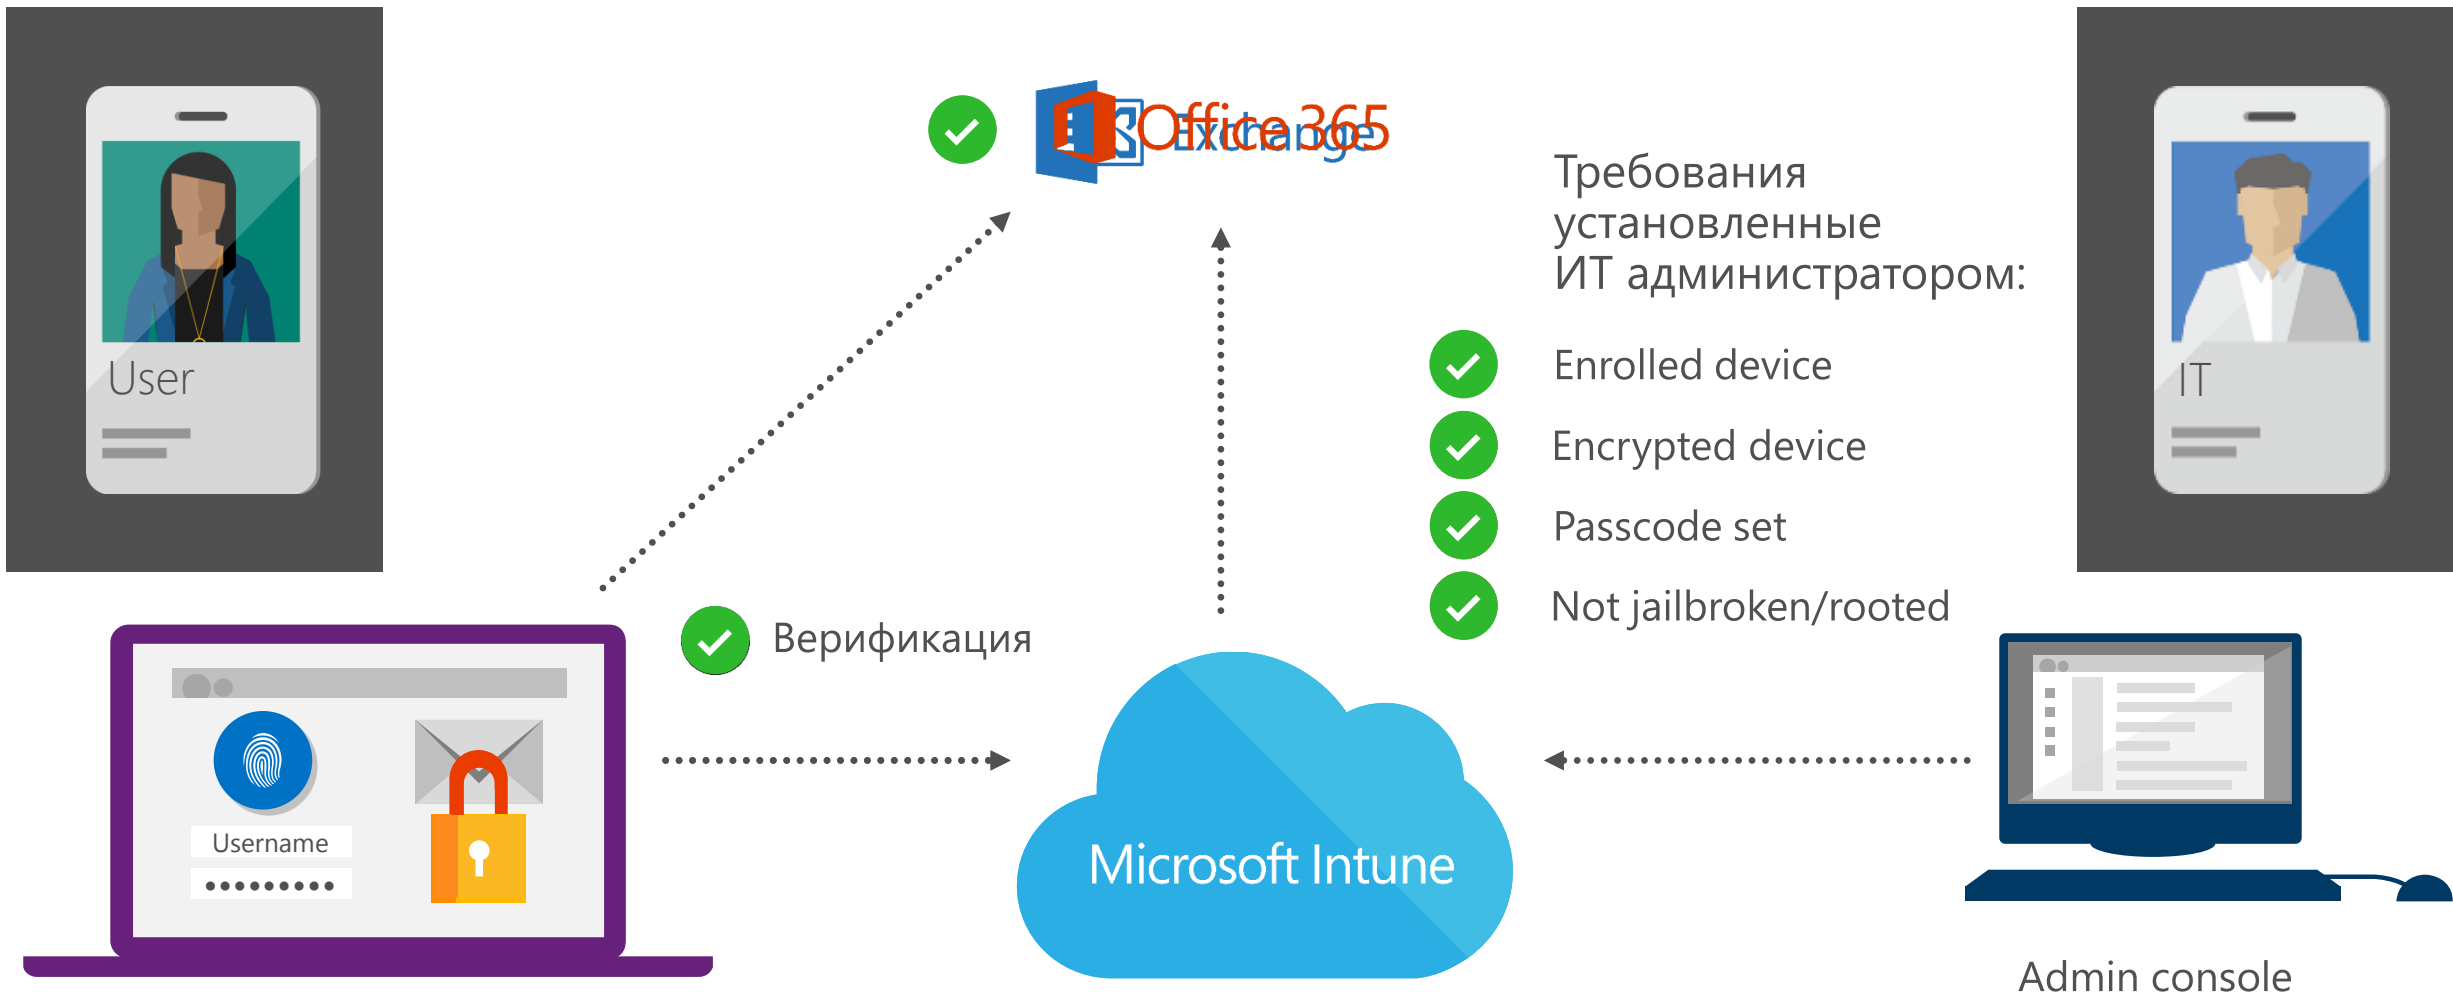 Office 365
Exchange
Требования
установленные
ИТ администратором:
User
IT
Enrolled device
Encrypted device
Passcode set
Not jailbroken/rooted
Верификация
Username
Microsoft Intune
Admin console